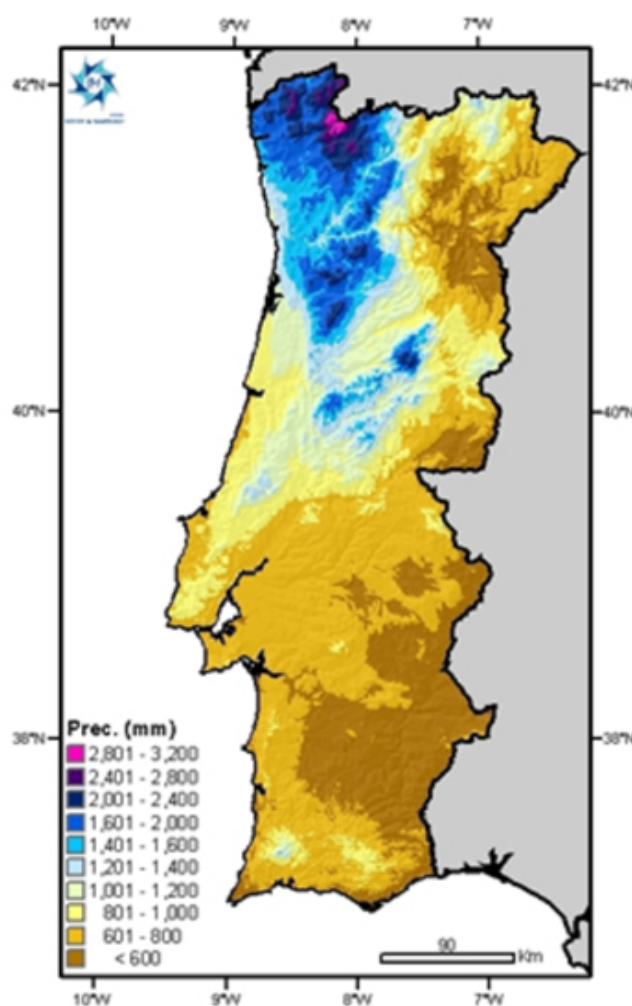 10°W 9°W 8°W 7°W
42°N 42°N
40°N 40°N
38°N 38°N
Prec. (mm)
2,801 - 3,200
2,401 - 2,800
2,001 - 2,400
1,601 - 2,000
1,401 - 1,600
1,201 - 1,400
1,001 - 1,200
801 - 1,000
601 - 800
< 600
90
Km
10°W 9°W 8°W 7°W